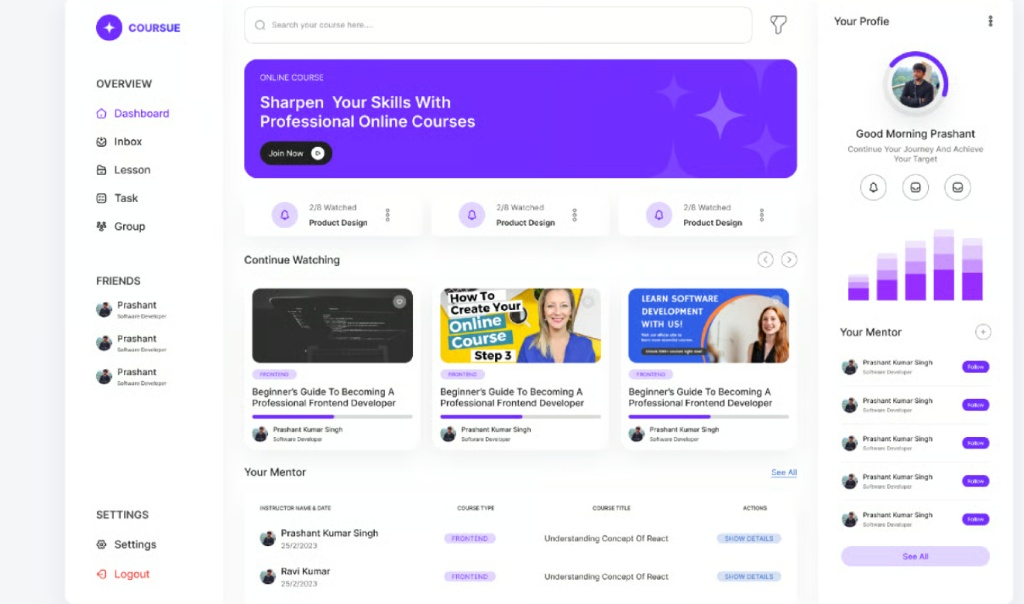 COURSUE
OVERVIEW
Dashboard
Inbox
Lesson
Task
Group
FRIENDS
Prashant
Software Developer
Prashant
Software Developer
Prashant
Software Developer
SETTINGS
Settings
Logout
Search your course here....
ONLINE COURSE
Sharpen Your Skills With
Professional Online Courses
Join Now
2/8 Watched
Product Design
2/8 Watched
Product Design
2/8 Watched
Product Design
Continue Watching
FRONTEND
Beginner's Guide To Becoming A
Professional Frontend Developer
Prashant Kumar Singh
Software Developer
How To
Create Your
Online
Course
Step 3
FRONTEND
Beginner's Guide To Becoming A
Professional Frontend Developer
Prashant Kumar Singh
Software Developer
LEARN SOFTWARE
DEVELOPMENT
WITH US!
FRONTEND
Beginner's Guide To Becoming A
Professional Frontend Developer
Prashant Kumar Singh
Software Developer
Your Mentor
See All
INSTRUCTOR NAME & DATE
COURSE TYPE
COURSE TITLE
ACTIONS
Prashant Kumar Singh
25/2/2023
FRONTEND
Understanding Concept Of React
SHOW DETAILS
Ravi Kumar
25/2/2023
FRONTEND
Understanding Concept Of React
SHOW DETAILS
Your Profie
Good Morning Prashant
Continue Your Journey And Achieve
Your Target
Your Mentor
Prashant Kumar Singh
Software Developer
Follow
Prashant Kumar Singh
Software Developer
Follow
Prashant Kumar Singh
Software Developer
Follow
Prashant Kumar Singh
Software Developer
Follow
Prashant Kumar Singh
Software Developer
Follow
See All